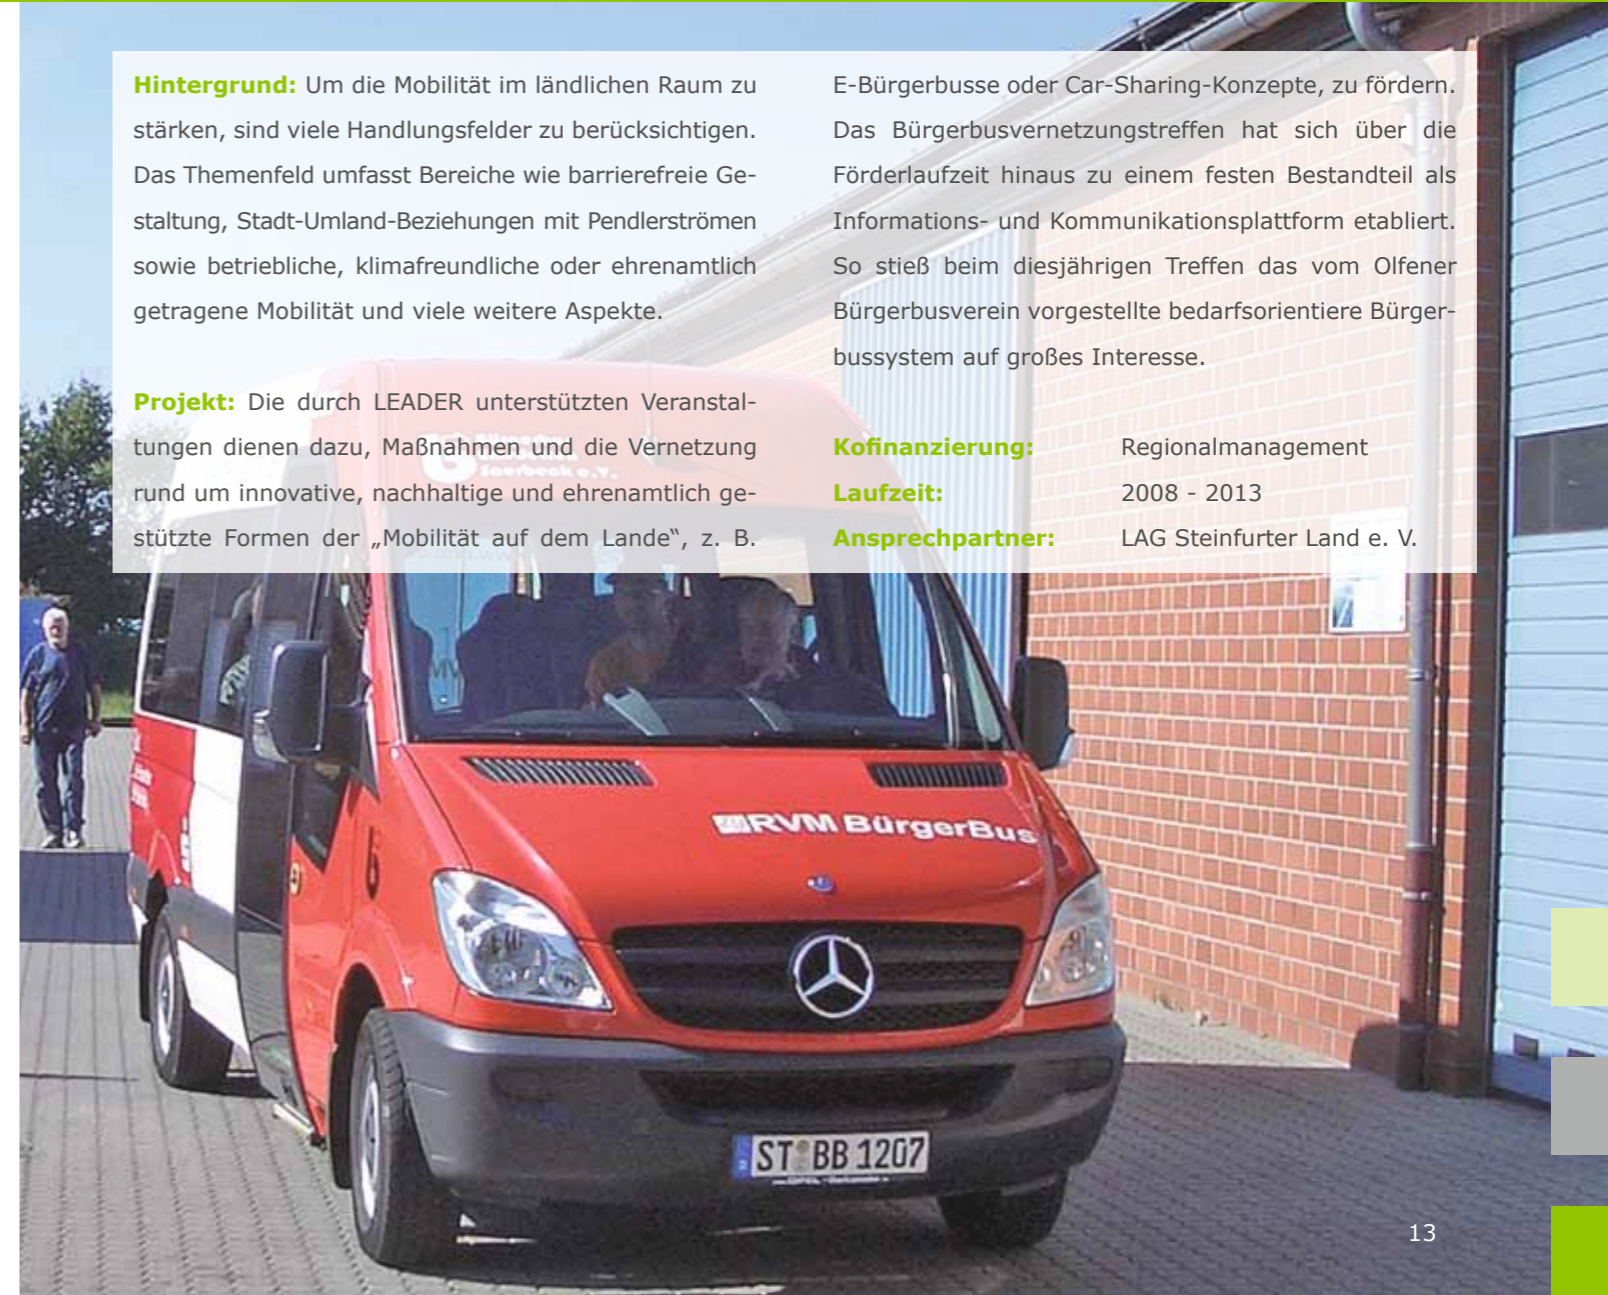 Hintergrund: Um die Mobilität im ländlichen Raum zu
stärken, sind viele Handlungsfelder zu berücksichtigen.
Das Themenfeld umfasst Bereiche wie barrierefreie Ge-
staltung, Stadt-Umland-Beziehungen mit Pendlerströmen
sowie betriebliche, klimafreundliche oder ehrenamtlich
getragene Mobilität und viele weitere Aspekte.
Projekt: Die durch LEADER unterstützten Veranstal-
tungen dienen dazu, Maßnahmen und die Vernetzung
rund um innovative, nachhaltige und ehrenamtlich ge-
stützte Formen der „Mobilität auf dem Lande“, z. B.
E-Bürgerbusse oder Car-Sharing-Konzepte, zu fördern.
Das Bürgerbusvernetzungstreffen hat sich über die
Förderlaufzeit hinaus zu einem festen Bestandteil als
Informations- und Kommunikationsplattform etabliert.
So stieß beim diesjährigen Treffen das vom Olfener
Bürgerbusverein vorgestellte bedarfsorientiere Bürger-
bussystem auf großes Interesse.
Kofinanzierung: Regionalmanagement
Laufzeit: 2008 - 2013
Ansprechpartner: LAG Steinfurter Land e. V.
Saerbeck e.V.
RVM BürgerBus
ST BB 1207
13